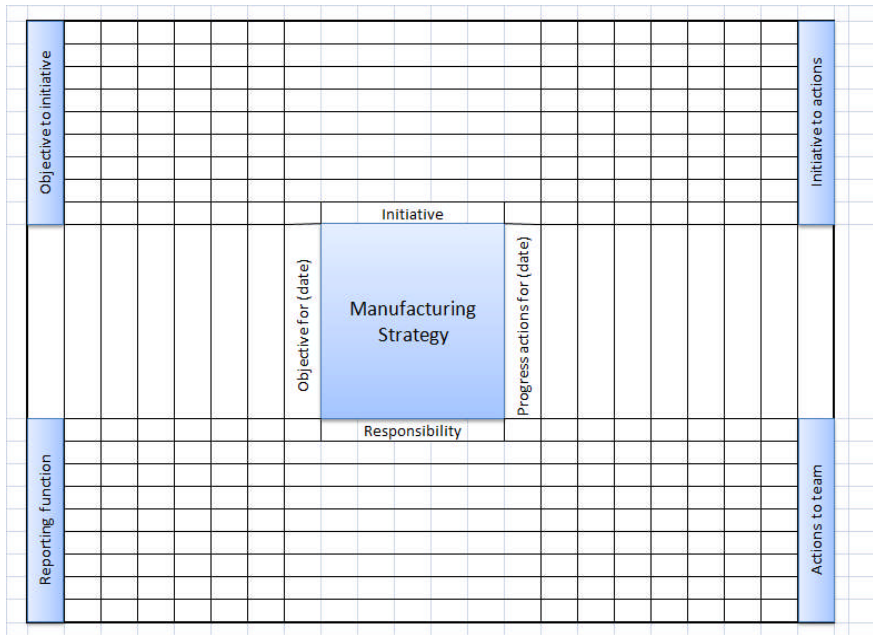 Objective to initiative
Initiative to actions
Initiative
Objective for (date)
Manufacturing
Strategy
Progress actions for (date)
Responsibility
Reporting function
Actions to team